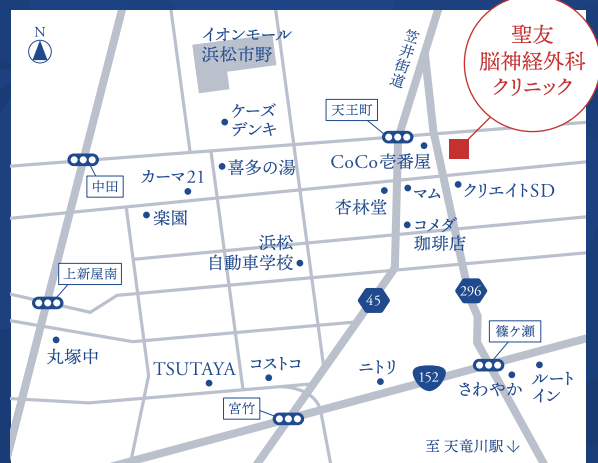 N
イオンモール
浜松市野
笠井街道
聖友
脳神経外科
クリニック
ケーズ
デンキ
天王町
中田
カーマ21
喜多の湯
CoCo壱番屋
楽園
杏林堂
マム
クリエイトSD
コメダ
珈琲店
浜松
自動車学校
上新屋南
45
296
丸塚中
TSUTAYA
コストコ
ニトリ
152
篠ケ瀬
さわやか
ルート
イン
宮竹
至 天竜川駅↓